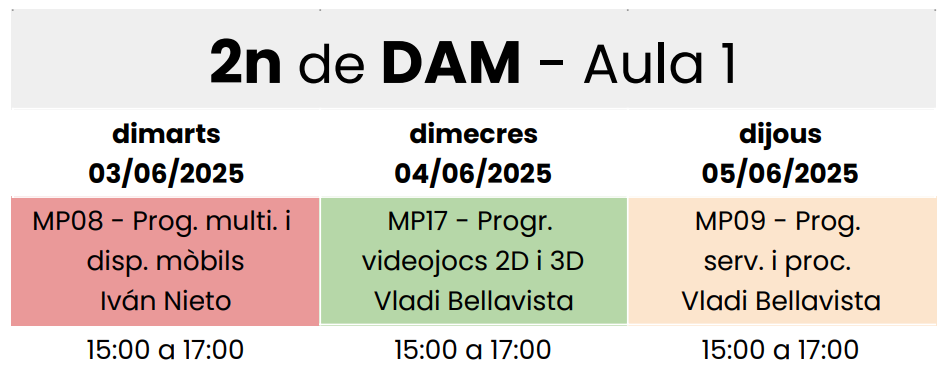 2n de DAM - Aula 1
dimarts
03/06/2025
dimecres
04/06/2025
dijous
05/06/2025
MP08 - Prog. multi. i
disp. mòbils
Iván Nieto
MP17 - Progr.
videojocs 2D i 3D
Vladi Bellavista
MP09 - Prog.
serv. i proc.
Vladi Bellavista
15:00 a 17:00
15:00 a 17:00
15:00 a 17:00